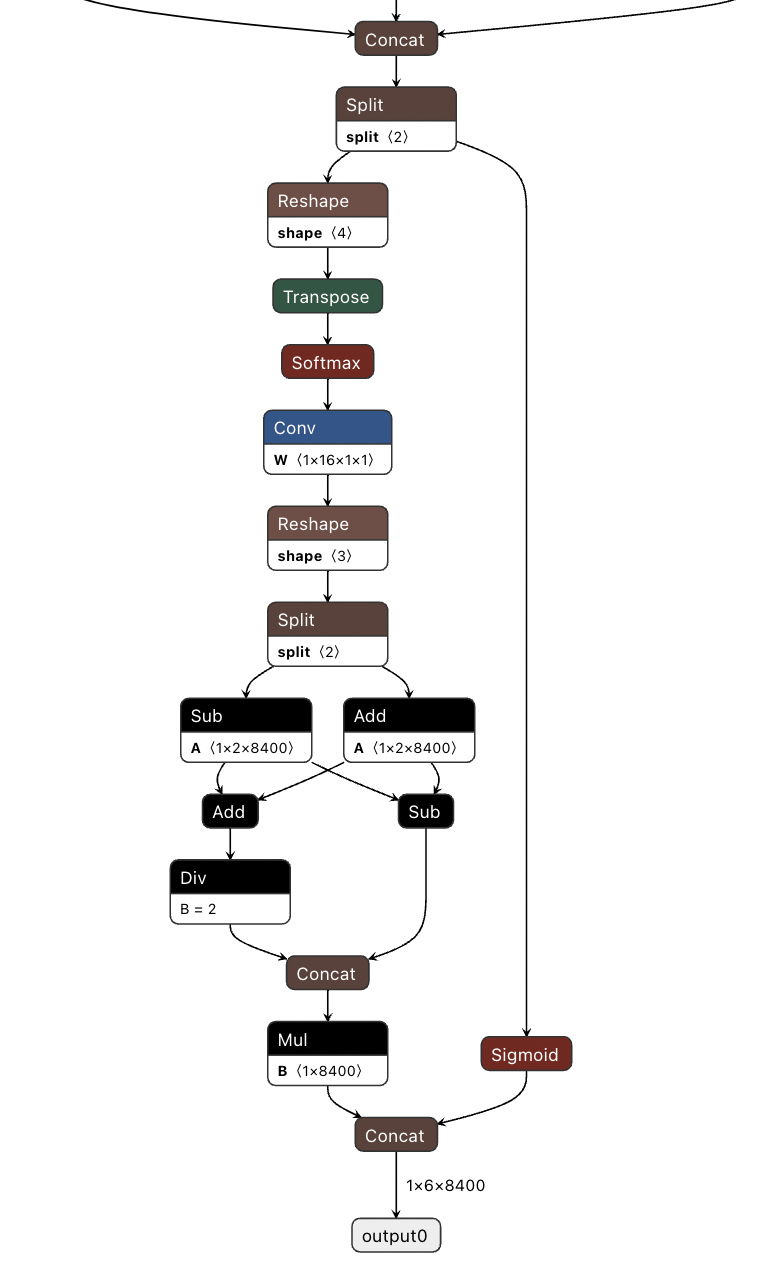 Concat
Split
split 〈2〉
Reshape
shape 〈4〉
Transpose
Softmax
Conv
W 〈1×16×1×1〉
Reshape
shape 〈3〉
Split
split 〈2〉
Sub
A 〈1×2×8400〉
Add
A 〈1×2×8400〉
Add
Sub
Div
B = 2
Concat
Mul
B 〈1×8400〉
Sigmoid
Concat
1×6×8400
output0